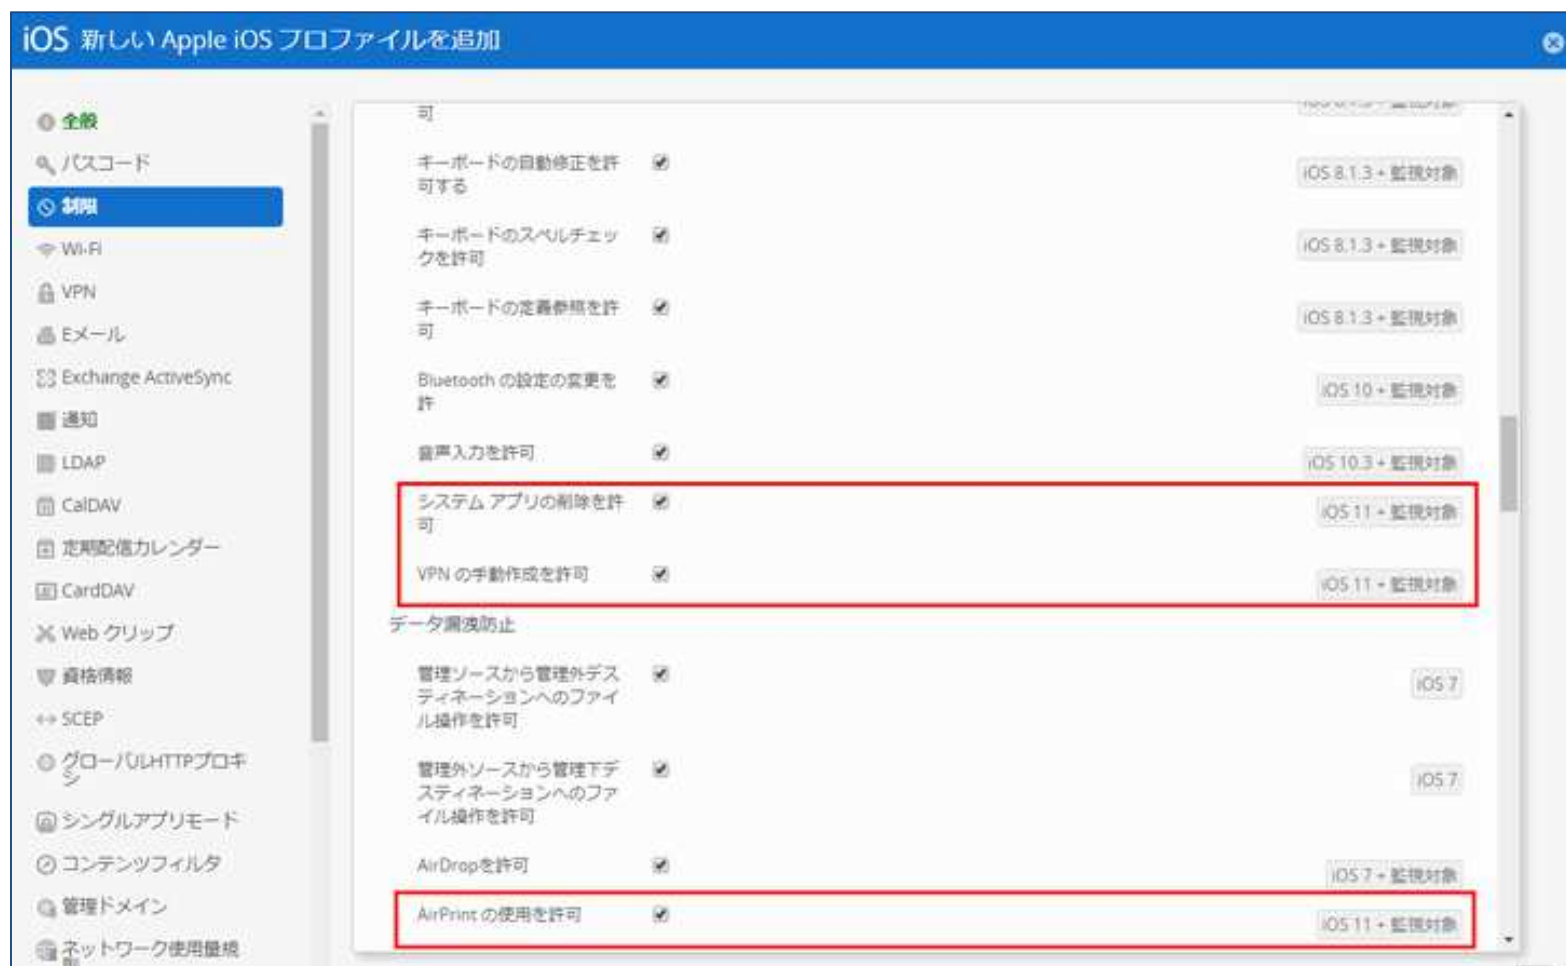 iOS 新しい Apple iOS プロファイルを追加
全般
パスコード
制限
Wi-Fi
VPN
Eメール
Exchange ActiveSync
通知
LDAP
CalDAV
定期配信カレンダー
CardDAV
Web クリップ
資格情報
SCEP
グローバルHTTPプロキ
シ
シングルアプリモード
コンテンツフィルタ
管理ドメイン
ネットワーク使用量規
可
キーボードの自動修正を許
可する
iOS 8.1.3 + 監視対象
キーボードのスペルチェッ
クを許可
iOS 8.1.3 + 監視対象
キーボードの定義参照を許
可
iOS 8.1.3 + 監視対象
Bluetooth の設定の変更を
許
iOS 10 + 監視対象
音声入力を許可
iOS 10.3 + 監視対象
システム アプリの削除を許
可
iOS 11 + 監視対象
VPN の手動作成を許可
iOS 11 + 監視対象
データ漏洩防止
管理ソースから管理外デス
ティネーションへのファイ
ル操作を許可
iOS 7
管理外ソースから管理下デ
スティネーションへのファ
イル操作を許可
iOS 7
AirDropを許可
iOS 7 + 監視対象
AirPrint の使用を許可
iOS 11 + 監視対象